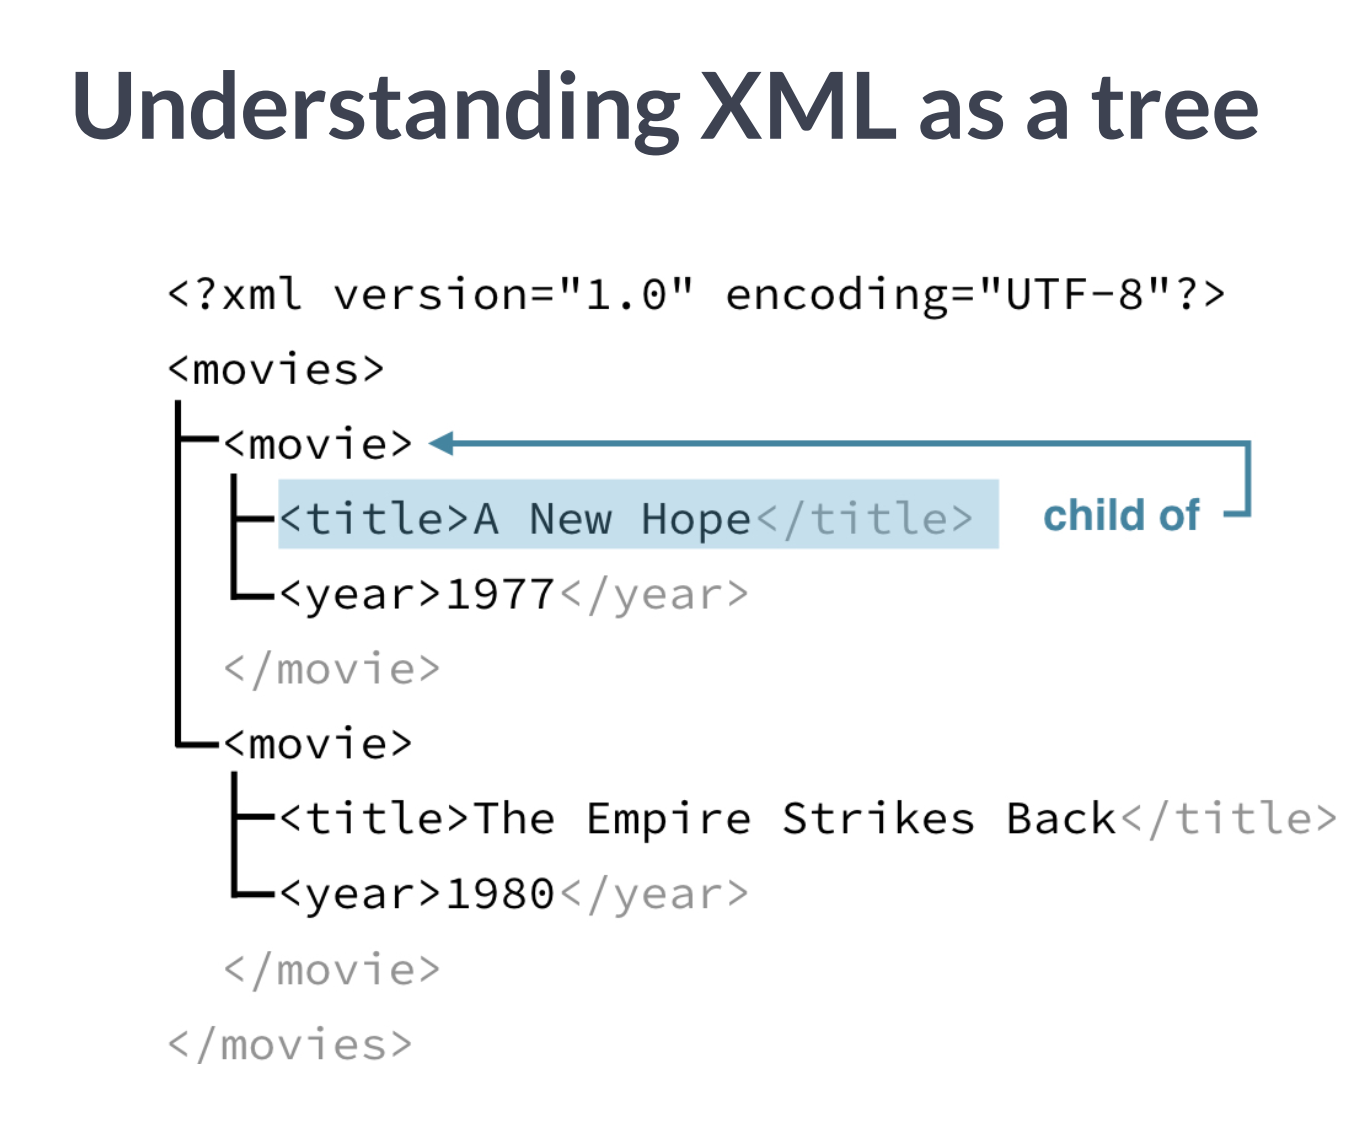 Understanding XML as a tree
<?xml version="1.0" encoding="UTF-8"?>
<movies>
<movie>
<title>A New Hope</title> child of
<year>1977</year>
</movie>
<movie>
<title>The Empire Strikes Back</title>
<year>1980</year>
</movie>
</movies>